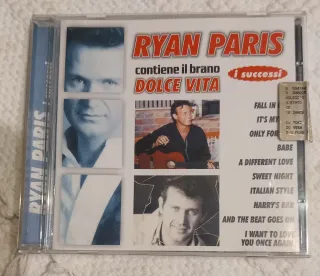 RYAN PARIS
contiene il brano
i successi
DOLCE VITA
FALL IN
IT'S MY
ONLY FOR
BABE
A DIFFERENT LOVE
SWEET NIGHT
ITALIAN STYLE
HARRY'S BAR
AND THE BEAT GOES ON
I WANT TO LOVE
YOU ONCE AGAIN
RYAN PARIS i successi